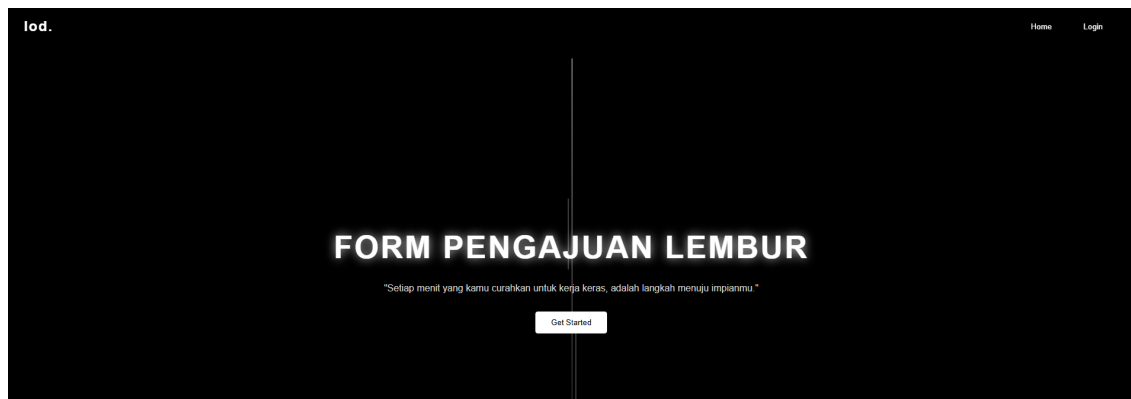 lod.
Home
Login
FORM PENGAJUAN LEMBUR
"Setiap menit yang kamu curahkan untuk kerja keras, adalah langkah menuju impianmu."
Get Started